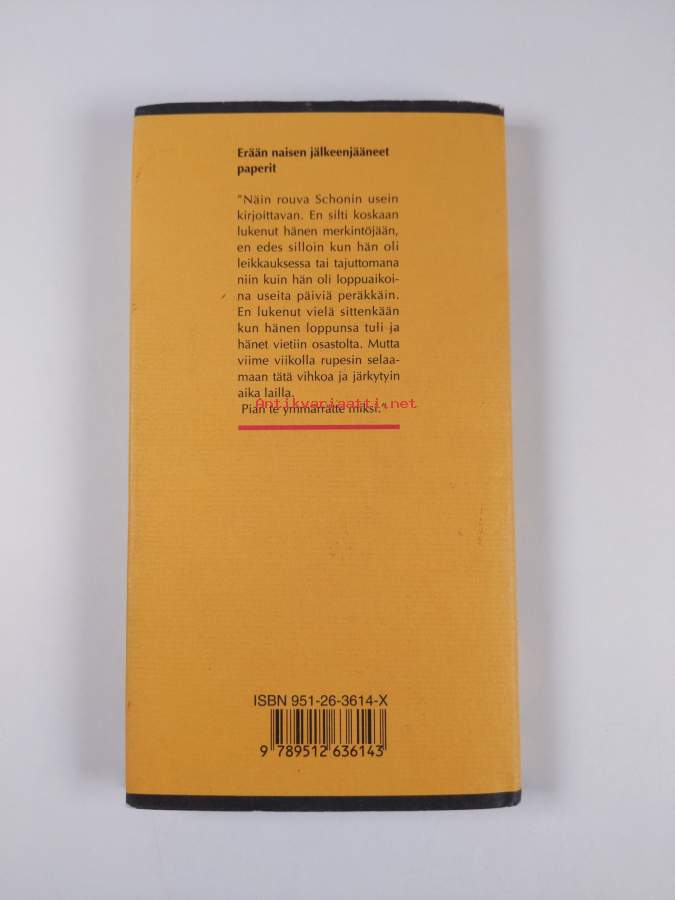 Erään naisen jälkeenjääneet
paperit
"Näin rouva Schonin usein
kirjoittavan. En silti koskaan
lukenut hänen merkintöjään,
en edes silloin kun hän oli
leikkauksessa tai tajuttomana
niin kuin hän oli loppuaikoi-
na useita päiviä peräkkäin.
En lukenut vielä sittenkään
kun hänen loppunsa tuli ja
hänet vietiin osastolta. Mutta
viime viikolla rupesin selaa-
maan tätä vihkoa ja järkytyin
aika lailla.
Antikvariaatti.net
Pian te ymmärrätte miksi."
ISBN 951-26-3614-X
9 789512 636143